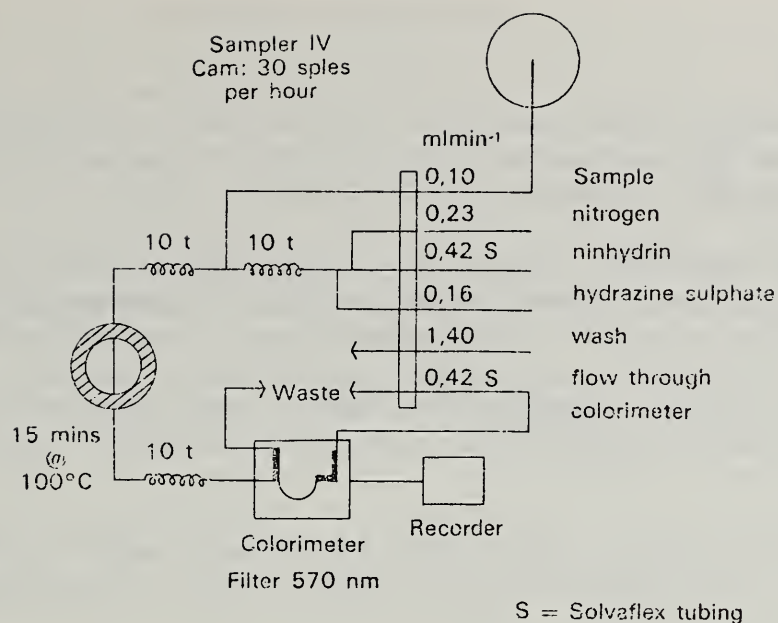 Sampler IV
Cam: 30 sples
per hour
mlmin-1
0,10 Sample
0,23 nitrogen
10 t 10 t
0,42 S ninhydrin
0,16 hydrazine sulphate
1,40 wash
Waste
0,42 S flow through
colorimeter
15 mins
@
100°C
10 t
Colorimeter
Recorder
Filter 570 nm
S = Solvaflex tubing